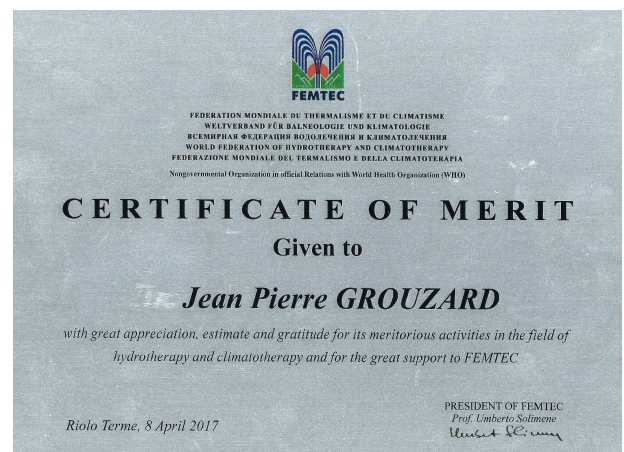 FEMTEC
FEDERATION MONDIALE DU THERMALISME ET DU CLIMATISME
WELTVERBAND FÜR BALNEOLOGIE UND KLIMATOLOGIE
ВСЕМИРНАЯ ФЕДЕРАЦИЯ ВОДОЛЕЧЕНИЯ И КЛИМАТОЛЕЧЕНИЯ
WORLD FEDERATION OF HYDROTHERAPY AND CLIMATOTHERAPY
FEDERAZIONE MONDIALE DEL TERMALISMO E DELLA CLIMATOTERAPIA
Nongovernmental Organization in official Relations with World Health Organization (WHO)
CERTIFICATE OF MERIT
Given to
Jean Pierre GROUZARD
with great appreciation, estimate and gratitude for its meritorious activities in the field of
hydrotherapy and climatotherapy and for the great support to FEMTEC
PRESIDENT OF FEMTEC
Prof. Umberto Solimene
Riolo Terme, 8 April 2017